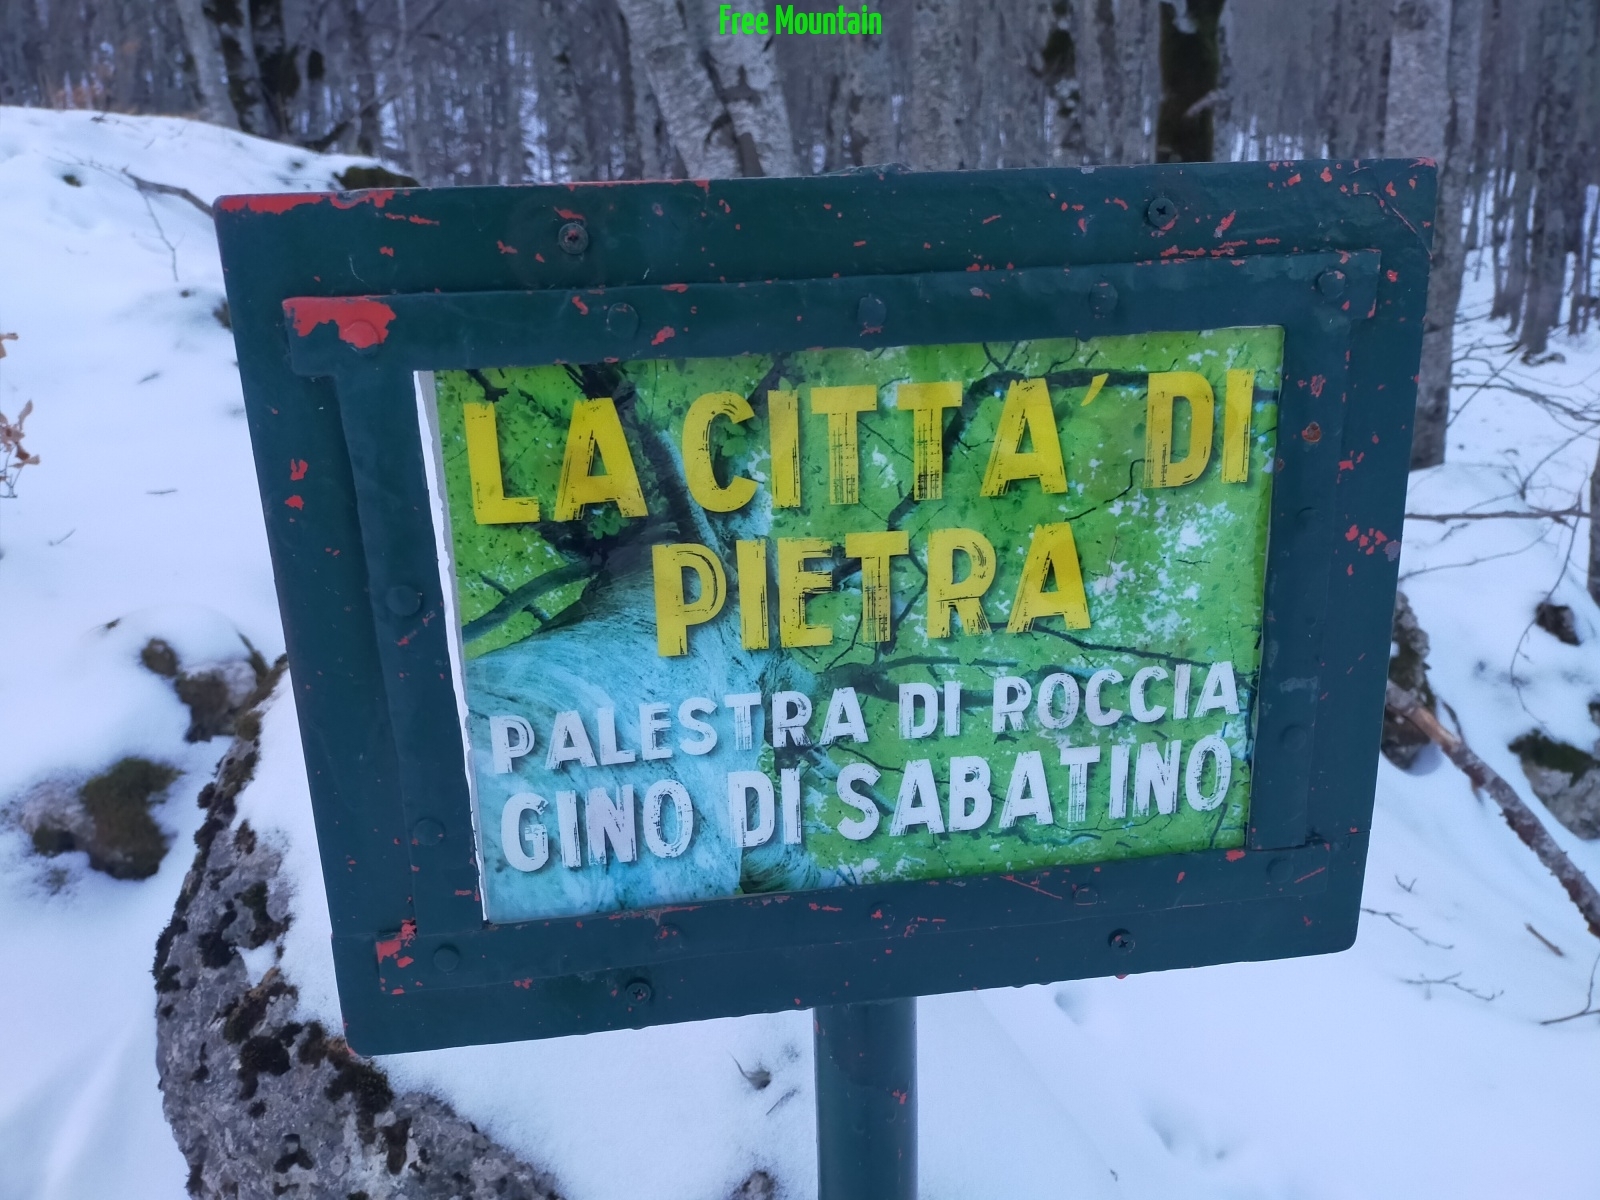 Free Mountain
LA CITTA' DI
PIETRA
PALESTRA DI ROCCIA
GINO DI SABATINO